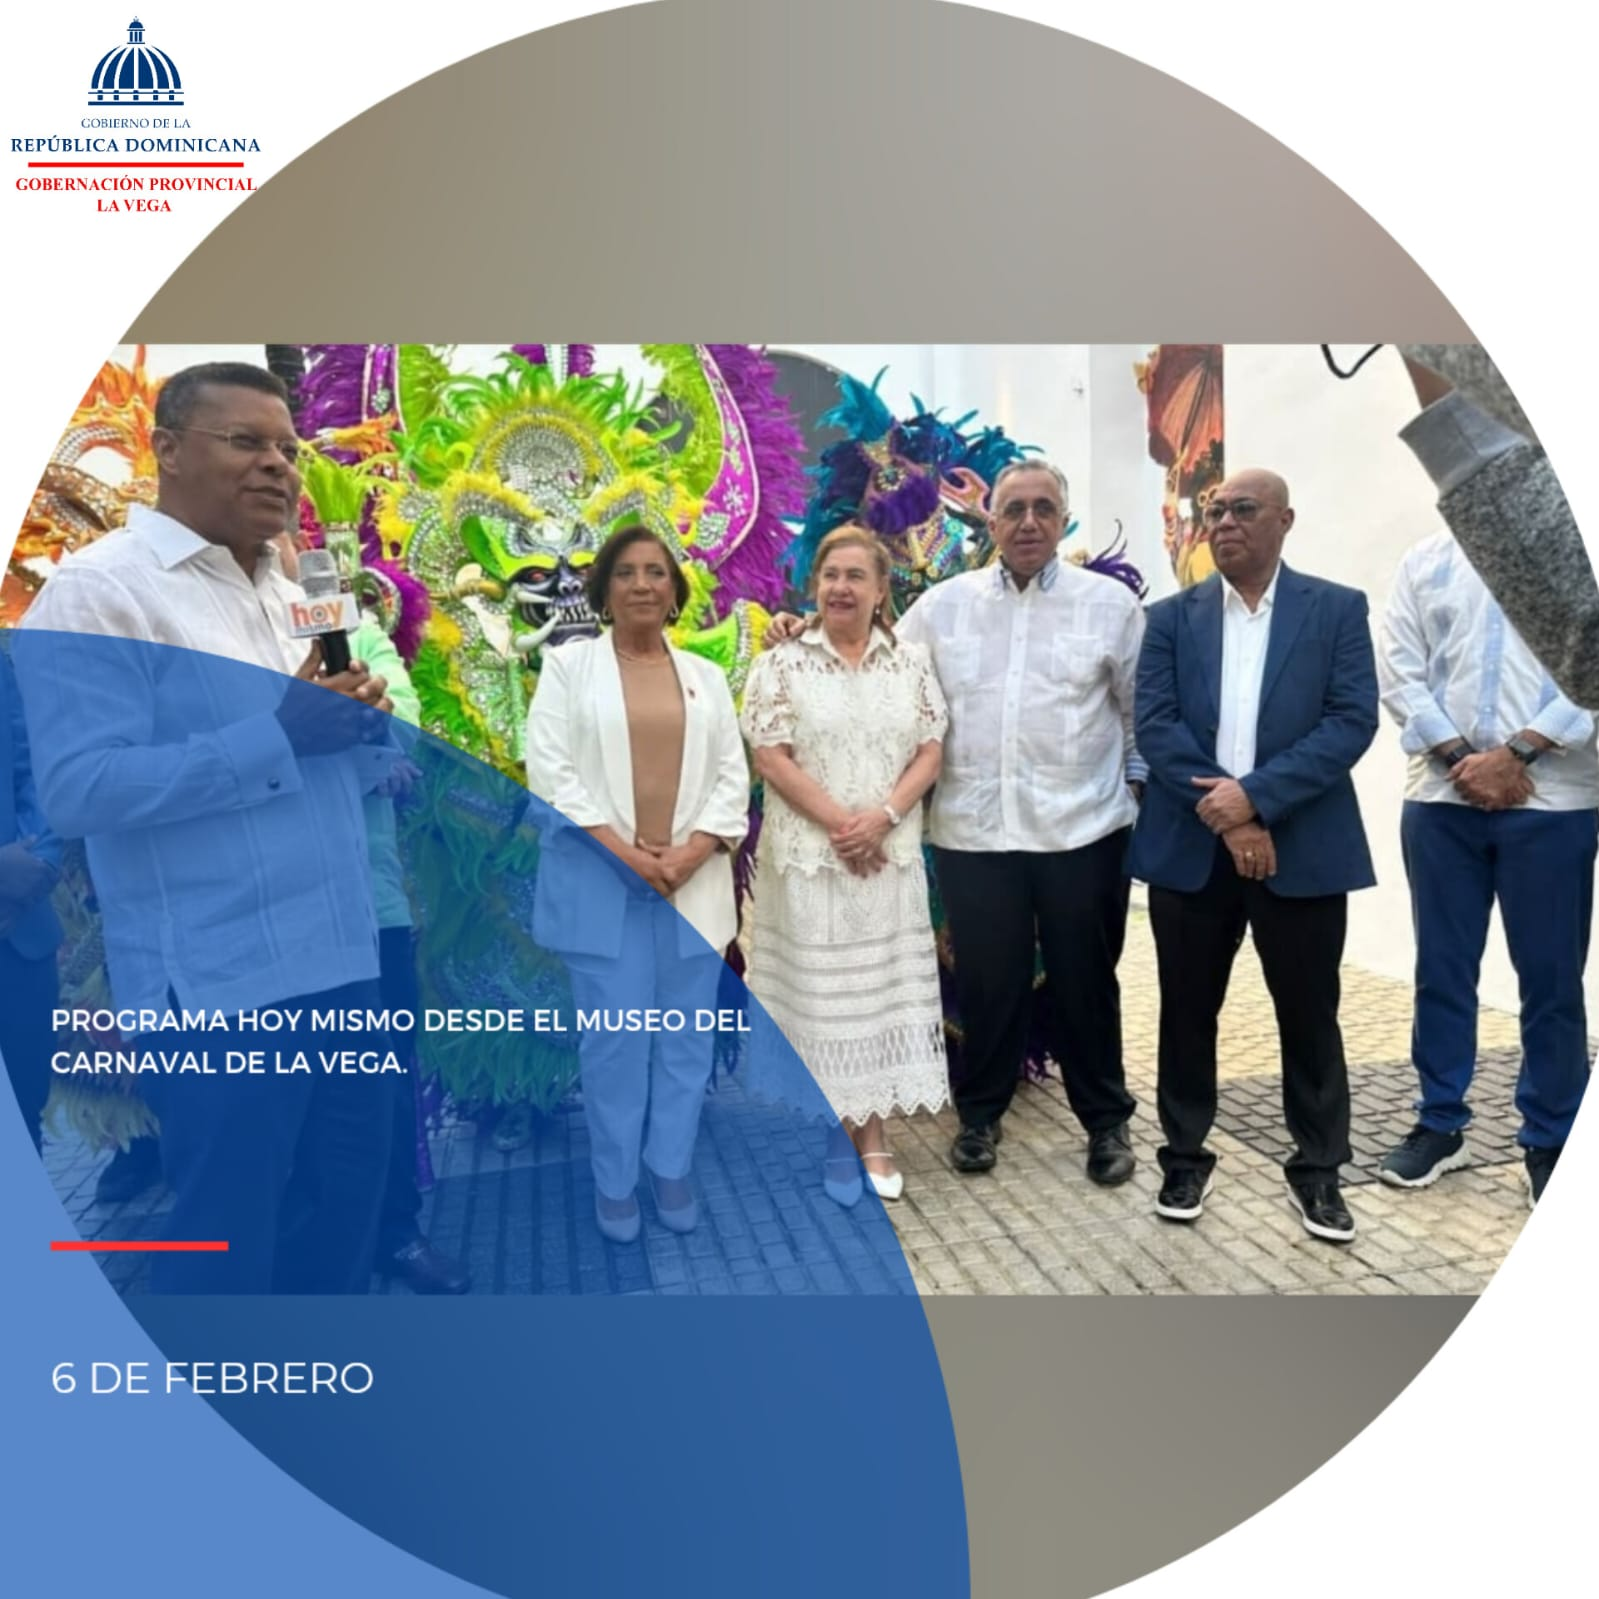 GOBIERNO DE LA
REPÚBLICA DOMINICANA
GOBERNACIÓN PROVINCIAL
LA VEGA
hoy
mismo
PROGRAMA HOY MISMO DESDE EL MUSEO DEL
CARNAVAL DE LA VEGA.
6 DE FEBRERO